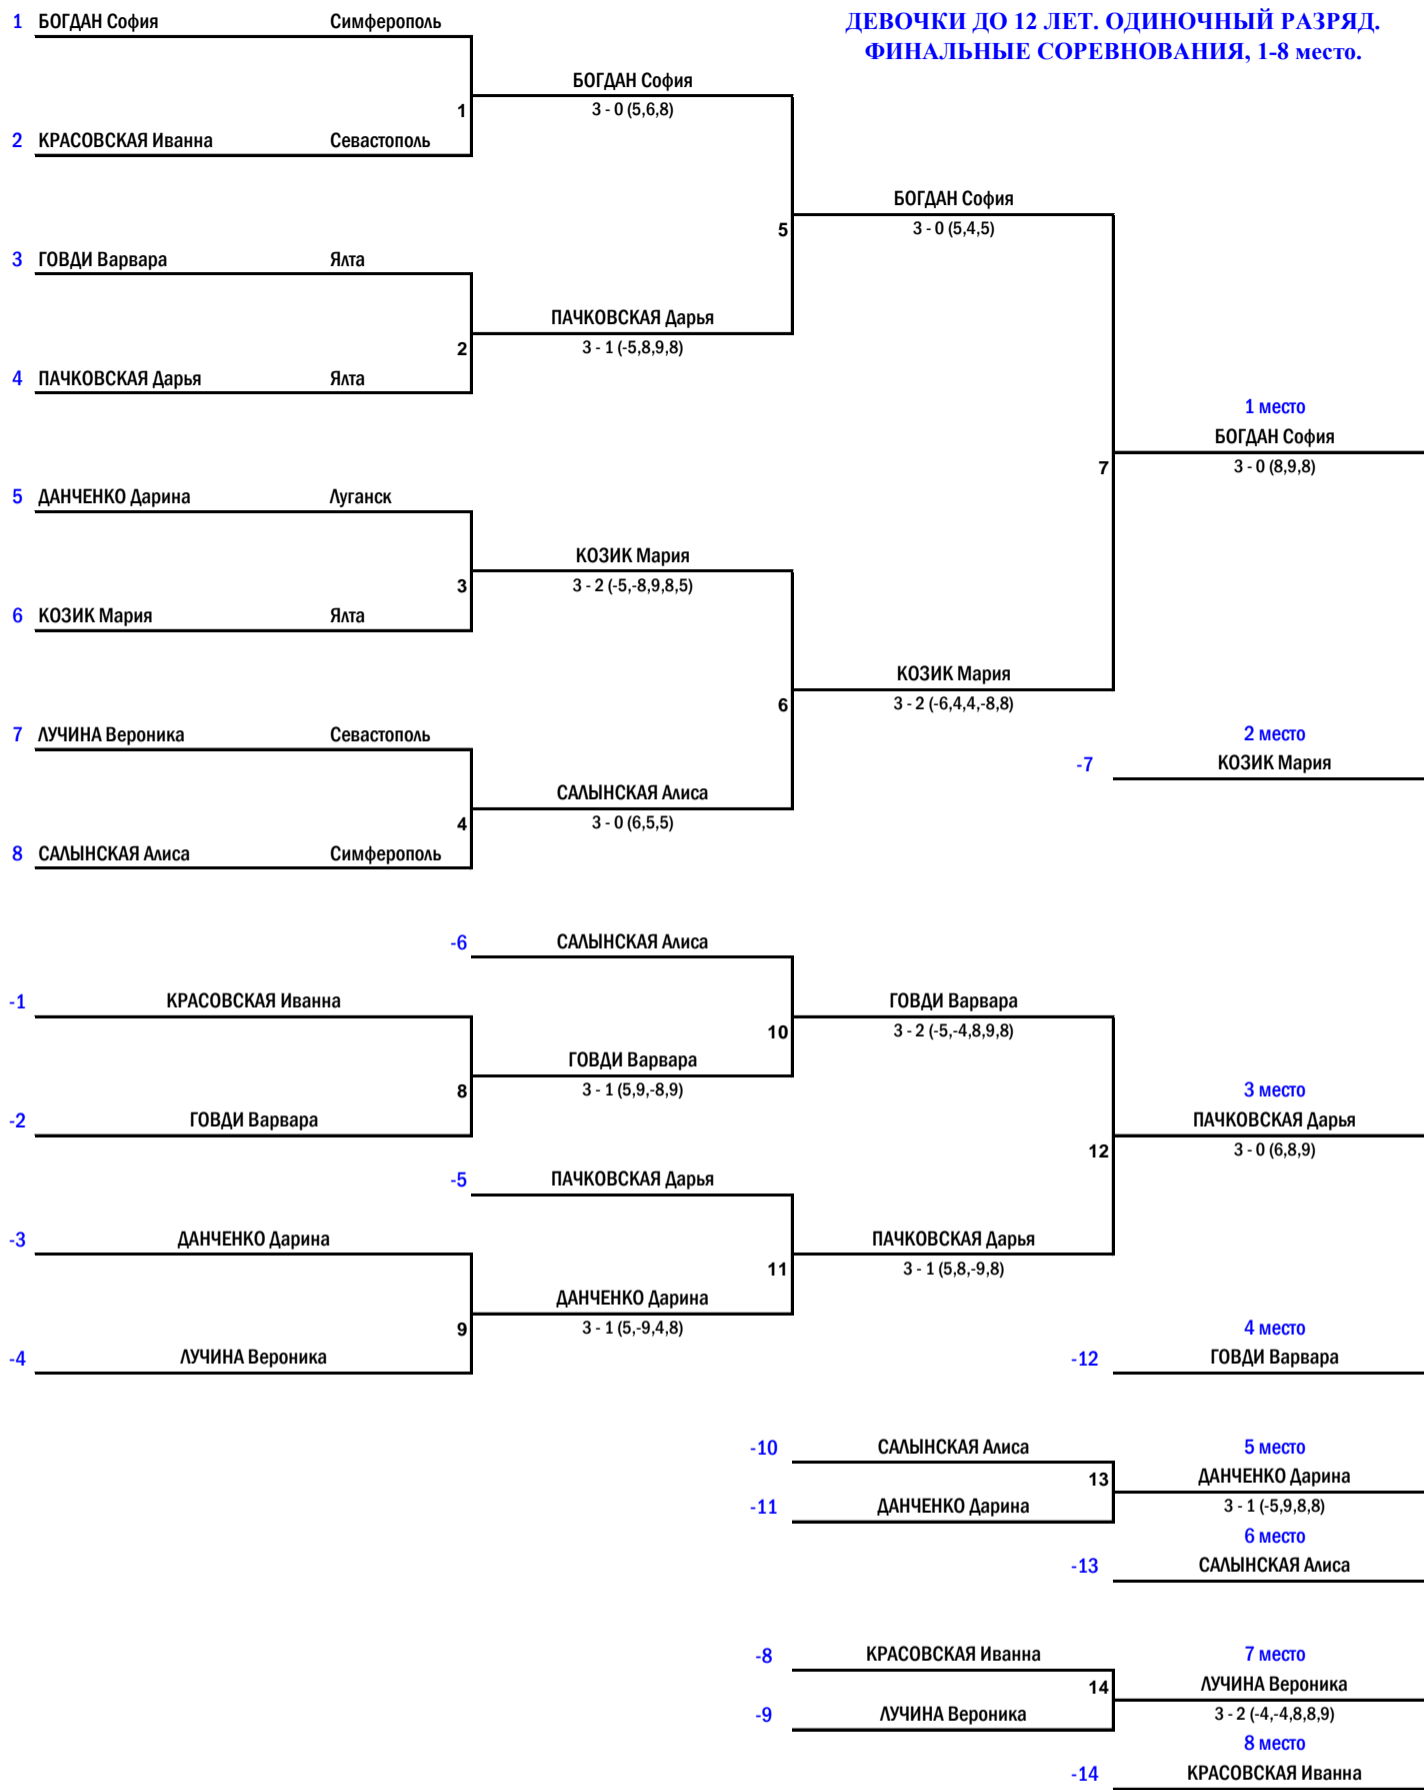 ДЕВОЧКИ ДО 12 ЛЕТ. ОДИНОЧНЫЙ РАЗРЯД.
ФИНАЛЬНЫЕ СОРЕВНОВАНИЯ, 1-8 место.
1 БОГДАН София Симферополь
БОГДАН София
1 3 - 0 (5,6,8)
2 КРАСОВСКАЯ Иванна Севастополь
БОГДАН София
5 3 - 0 (5,4,5)
3 ГОВДИ Варвара Ялта
ПАЧКОВСКАЯ Дарья
2 3 - 1 (-5,8,9,8)
4 ПАЧКОВСКАЯ Дарья Ялта
1 место
БОГДАН София
7 3 - 0 (8,9,8)
5 ДАНЧЕНКО Дарина Луганск
КОЗИК Мария
3 3 - 2 (-5,-8,9,8,5)
6 КОЗИК Мария Ялта
КОЗИК Мария
6 3 - 2 (-6,4,4,-8,8)
7 ЛУЧИНА Вероника Севастополь
2 место
-7 КОЗИК Мария
САЛЫНСКАЯ Алиса
4 3 - 0 (6,5,5)
8 САЛЫНСКАЯ Алиса Симферополь
-6 САЛЫНСКАЯ Алиса
-1 КРАСОВСКАЯ Иванна ГОВДИ Варвара
10 3 - 2 (-5,-4,8,9,8)
ГОВДИ Варвара
8 3 - 1 (5,9,-8,9)
3 место
-2 ГОВДИ Варвара ПАЧКОВСКАЯ Дарья
12 3 - 0 (6,8,9)
-5 ПАЧКОВСКАЯ Дарья
-3 ДАНЧЕНКО Дарина ПАЧКОВСКАЯ Дарья
11 3 - 1 (5,8,-9,8)
ДАНЧЕНКО Дарина
9 3 - 1 (5,-9,4,8)
4 место
-4 ЛУЧИНА Вероника -12 ГОВДИ Варвара
-10 САЛЫНСКАЯ Алиса 5 место
13 ДАНЧЕНКО Дарина
-11 ДАНЧЕНКО Дарина 3 - 1 (-5,9,8,8)
6 место
-13 САЛЫНСКАЯ Алиса
-8 КРАСОВСКАЯ Иванна 7 место
14 ЛУЧИНА Вероника
-9 ЛУЧИНА Вероника 3 - 2 (-4,-4,8,8,9)
8 место
-14 КРАСОВСКАЯ Иванна